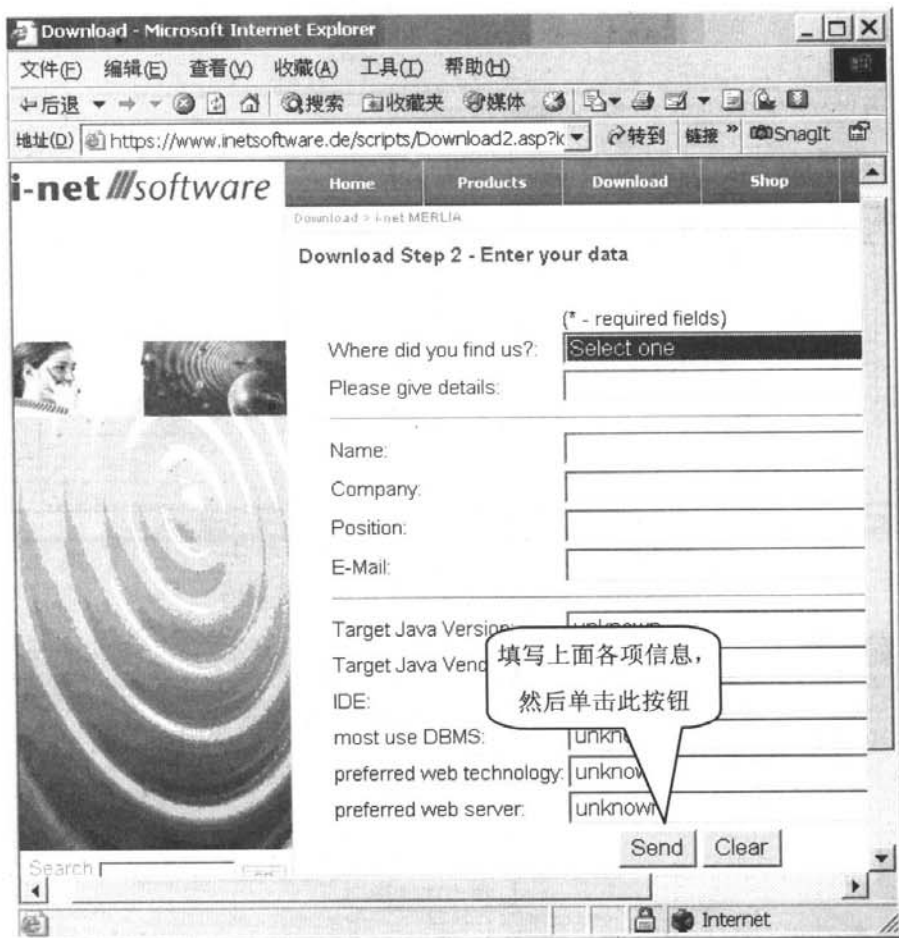 Download - Microsoft Internet Explorer
文件(F) 编辑(E) 查看(V) 收藏(A) 工具(T) 帮助(H)
后退 搜索 收藏夹 媒体
地址(D) https://www.inetsoftware.de/scripts/Download2.asp?k 转到 链接 » SnagIt
i-net software
Home Products Download Shop
Download > i-net MERLIA
Download Step 2 - Enter your data
(* - required fields)
Where did you find us?: Select one
Please give details:
Name:
Company:
Position:
E-Mail:
Target Java Version: unknown
Target Java Vend
填写上面各项信息，
然后单击此按钮
IDE:
most use DBMS: unkn
preferred web technology: unknow
preferred web server: unknown
Send Clear
Search
Internet